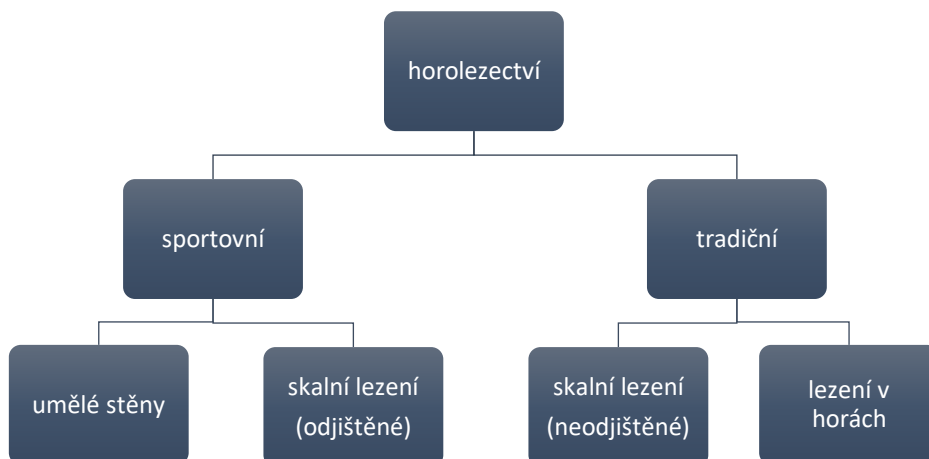 horolezectví
sportovní
tradiční
umělé stěny
skalní lezení
(odjištěné)
skalní lezení
(neodjištěné)
lezení v
horách